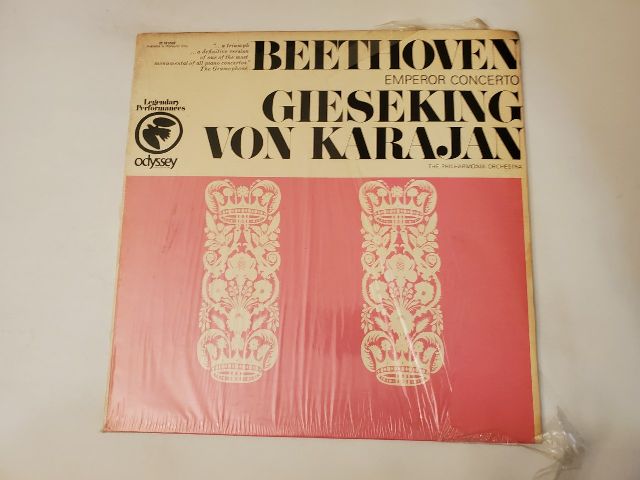 "... a triumph
... a definitive version
of one of the most
monumental of all piano concertos."
The Gramophone
BEETHOVEN
EMPEROR CONCERTO
GIESEKING
VON KARAJAN
THE PHILHARMONIA ORCHESTRA
Legendary
Performances
odyssey